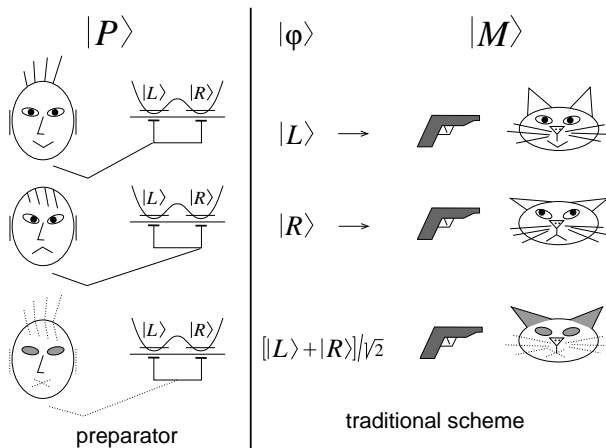 |P⟩ |φ⟩ |M⟩
|L⟩ |R⟩
|L⟩ →
|L⟩ |R⟩
|R⟩ →
|L⟩ |R⟩
[|L⟩+|R⟩]/√2
traditional scheme
preparator